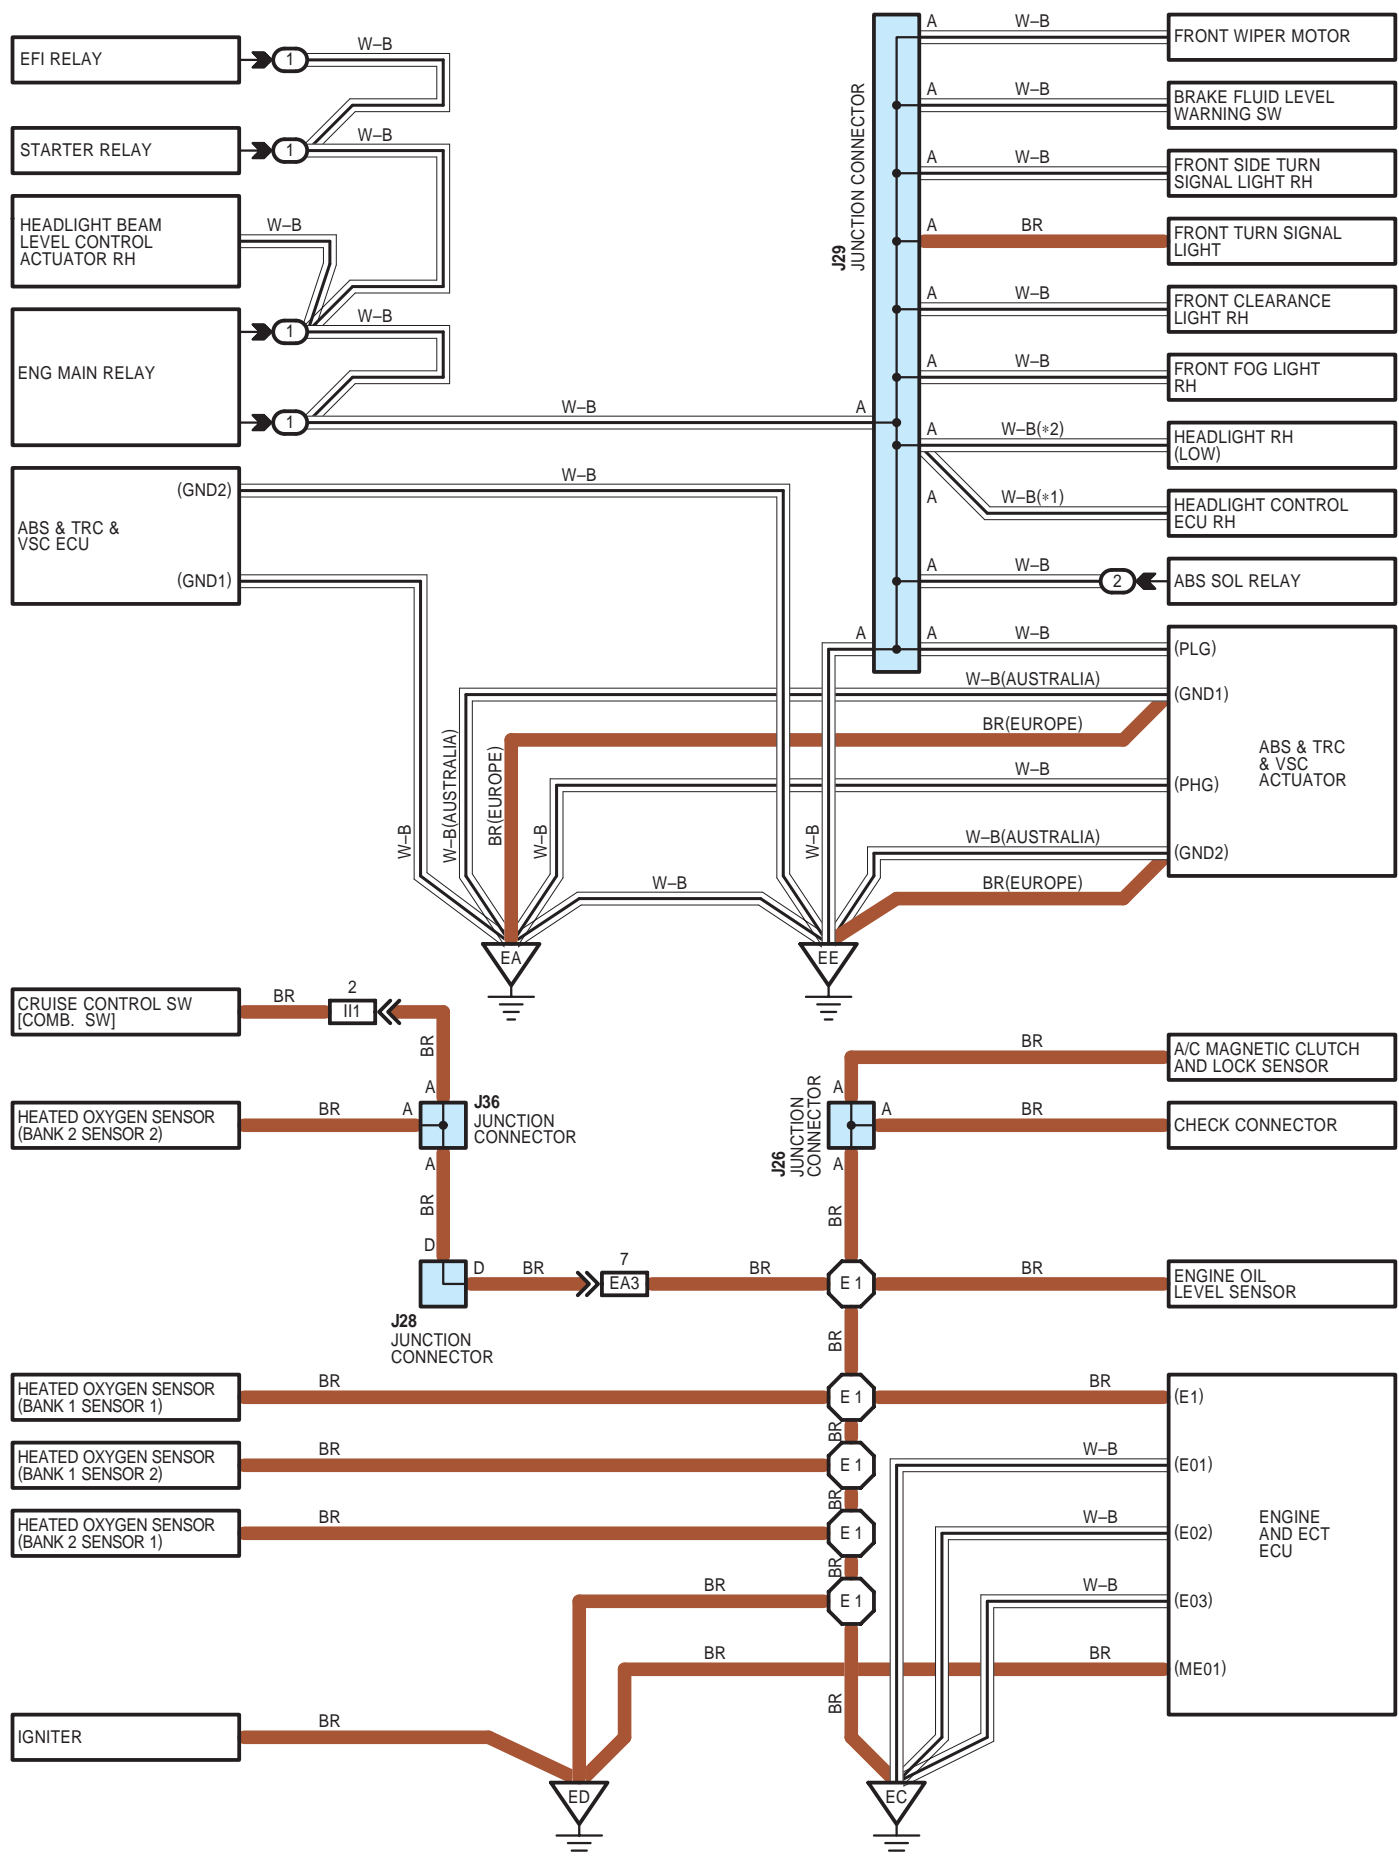 EFI RELAY
1
W–B
STARTER RELAY
1
W–B
HEADLIGHT BEAM
LEVEL CONTROL
ACTUATOR RH
W–B
ENG MAIN RELAY
1
W–B
1
W–B
A
ABS & TRC &
VSC ECU
(GND2)
W–B
(GND1)
J29
JUNCTION CONNECTOR
A
W–B
FRONT WIPER MOTOR
A
W–B
BRAKE FLUID LEVEL
WARNING SW
A
W–B
FRONT SIDE TURN
SIGNAL LIGHT RH
A
BR
FRONT TURN SIGNAL
LIGHT
A
W–B
FRONT CLEARANCE
LIGHT RH
A
W–B
FRONT FOG LIGHT
RH
A
W–B(*2)
HEADLIGHT RH
(LOW)
A
W–B(*1)
HEADLIGHT CONTROL
ECU RH
A
W–B
2
ABS SOL RELAY
A
A
W–B
(PLG)
W–B(AUSTRALIA)
(GND1)
BR(EUROPE)
W–B
(PHG)
W–B(AUSTRALIA)
(GND2)
BR(EUROPE)
ABS & TRC
& VSC
ACTUATOR
W–B
W–B(AUSTRALIA)
BR(EUROPE)
W–B
W–B
W–B
EA
EE
CRUISE CONTROL SW
[COMB. SW]
BR
2
II1
BR
A
HEATED OXYGEN SENSOR
(BANK 2 SENSOR 2)
BR
A
J36
JUNCTION
CONNECTOR
A
BR
D
D
J28
JUNCTION
CONNECTOR
BR
7
EA3
BR
E 1
BR
ENGINE OIL
LEVEL SENSOR
BR
A/C MAGNETIC CLUTCH
AND LOCK SENSOR
A
A
BR
CHECK CONNECTOR
J26
JUNCTION
CONNECTOR
A
BR
BR
HEATED OXYGEN SENSOR
(BANK 1 SENSOR 1)
BR
E 1
BR
(E1)
BR
HEATED OXYGEN SENSOR
(BANK 1 SENSOR 2)
BR
E 1
W–B
(E01)
BR
HEATED OXYGEN SENSOR
(BANK 2 SENSOR 1)
BR
E 1
W–B
(E02)
ENGINE
AND ECT
ECU
BR
BR
E 1
W–B
(E03)
BR
BR
(ME01)
BR
IGNITER
BR
ED
EC